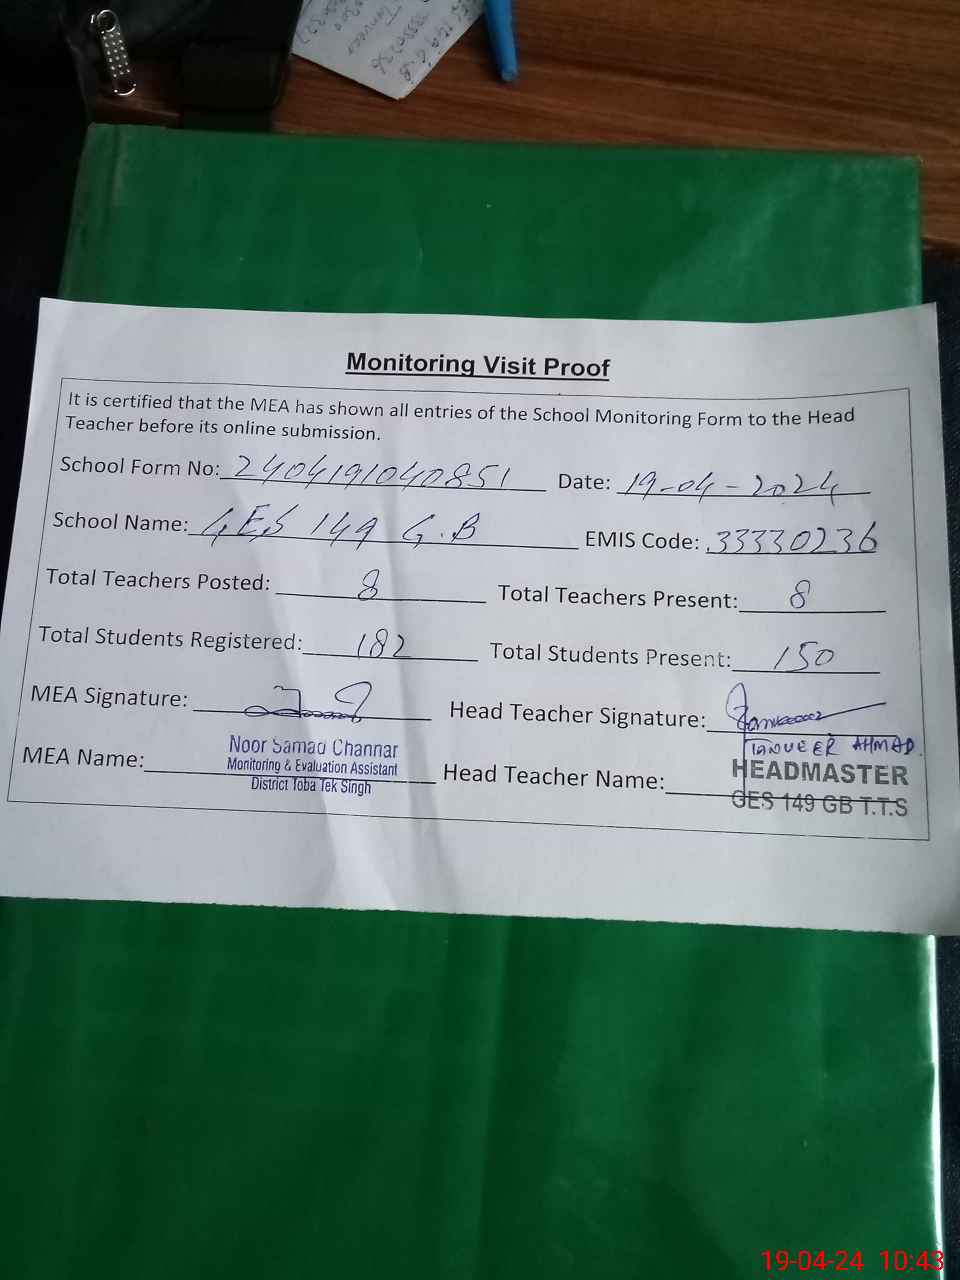 Monitoring Visit Proof
It is certified that the MEA has shown all entries of the School Monitoring Form to the Head
Teacher before its online submission.
School Form No: 2404191040851 Date: 19-04-2024
School Name: GES 149 G.B EMIS Code: 33330236
Total Teachers Posted: 8 Total Teachers Present: 8
Total Students Registered: 182 Total Students Present: 150
MEA Signature: Head Teacher Signature:
TANVEER AHMAD.
MEA Name: Noor Samad Channar
Monitoring & Evaluation Assistant
District Toba Tek Singh
Head Teacher Name: HEADMASTER
GES 149 GB T.T.S
19-04-24 10:43